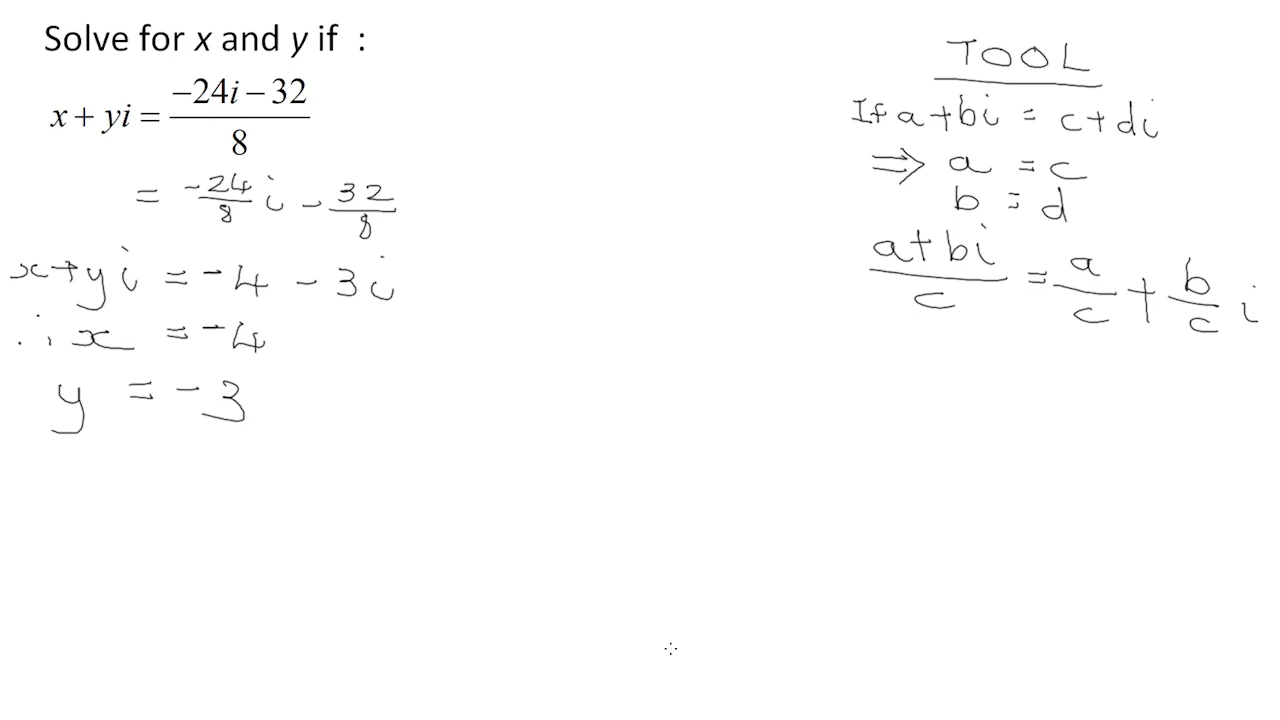 Solve for x and y if :
x + yi = (−24i − 32)/8
= -24/8 i - 32/8
x+yi = -4 - 3i
∴ x = -4
y = -3
TOOL
If a+bi = c+di
⇒ a = c
b = d
(a+bi)/c = a/c + b/c i